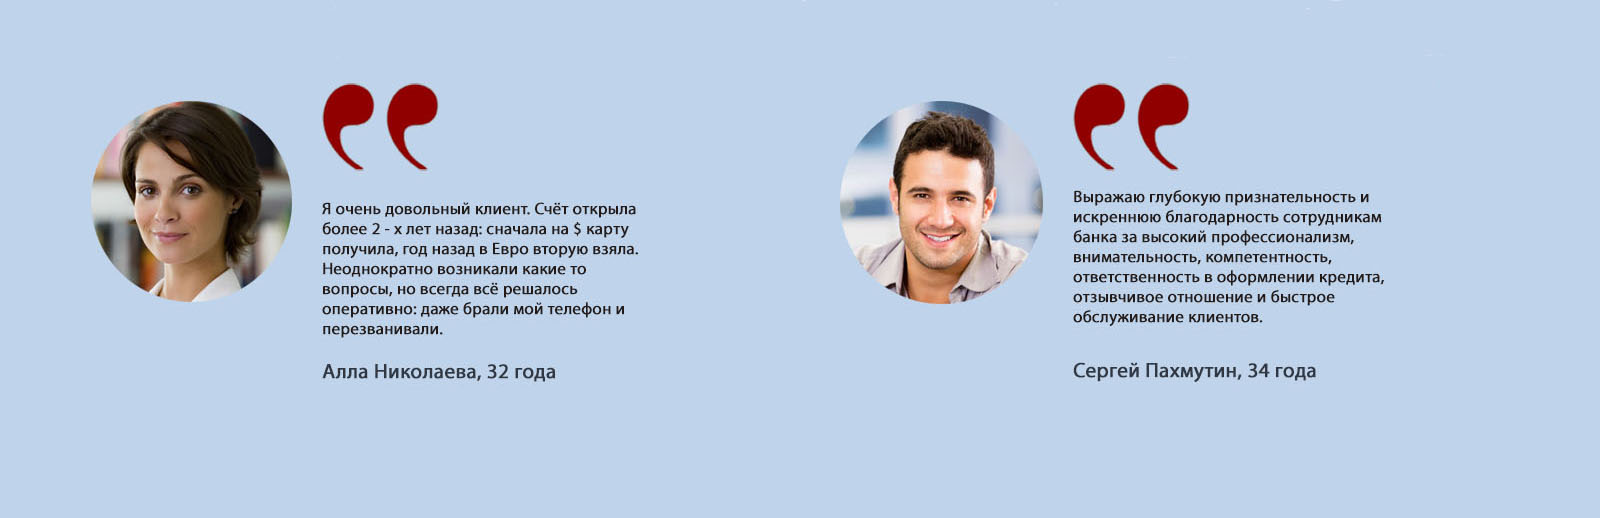 Я очень довольный клиент. Счёт открыла
более 2 - х лет назад: сначала на $ карту
получила, год назад в Евро вторую взяла.
Неоднократно возникали какие то
вопросы, но всегда всё решалось
оперативно: даже брали мой телефон и
перезванивали.
Алла Николаева, 32 года
Выражаю глубокую признательность и
искреннюю благодарность сотрудникам
банка за высокий профессионализм,
внимательность, компетентность,
ответственность в оформлении кредита,
отзывчивое отношение и быстрое
обслуживание клиентов.
Сергей Пахмутин, 34 года